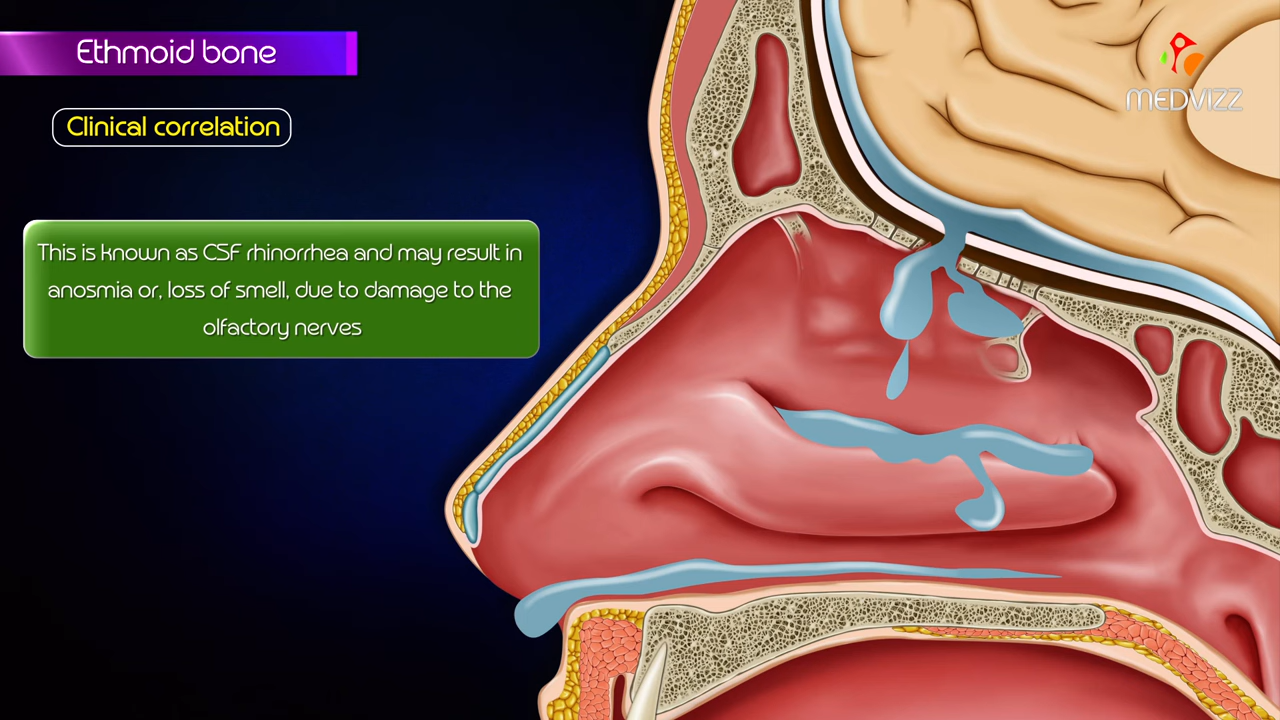 Ethmoid bone
MEDVIZZ
Clinical correlation
This is known as CSF rhinorrhea and may result in
anosmia or, loss of smell, due to damage to the
olfactory nerves